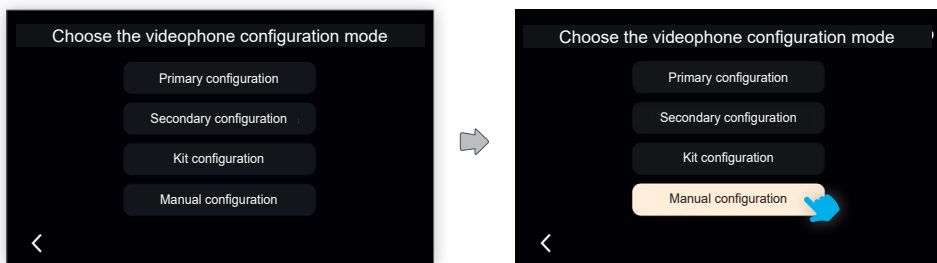 Choose the videophone configuration mode
Primary configuration
Secondary configuration
Kit configuration
Manual configuration
Choose the videophone configuration mode
Primary configuration
Secondary configuration
Kit configuration
Manual configuration